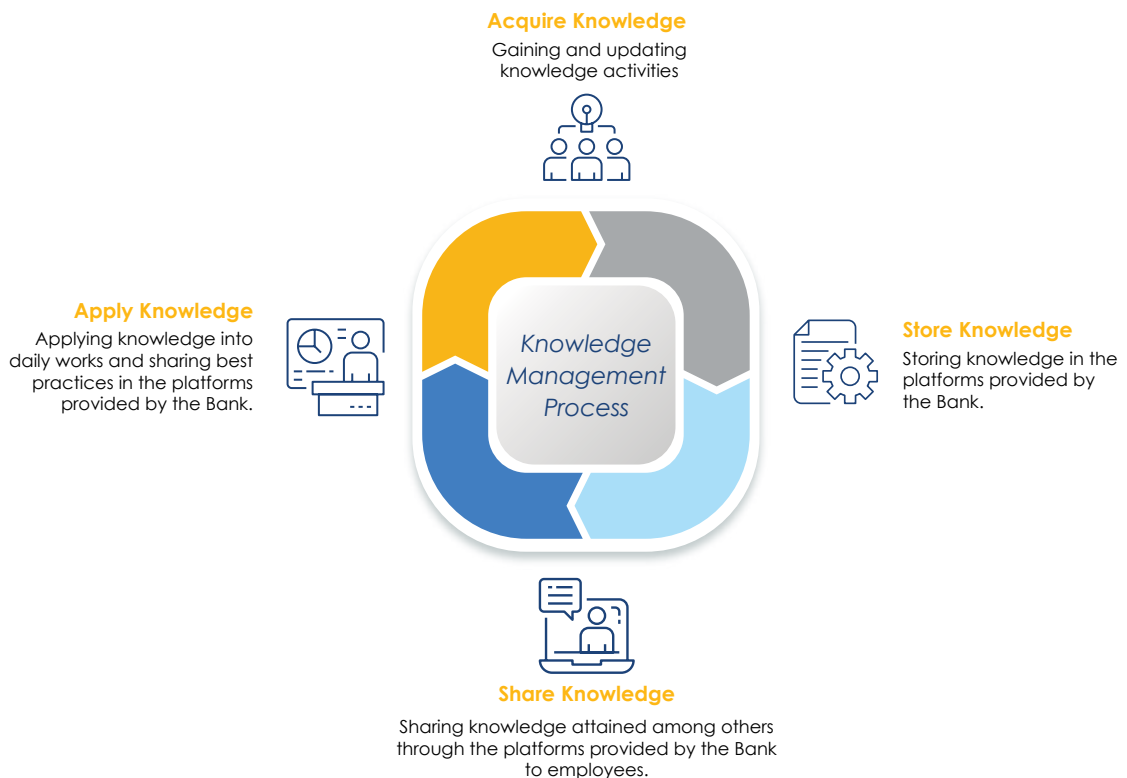 Acquire Knowledge
Gaining and updating
knowledge activities
Apply Knowledge
Applying knowledge into
daily works and sharing best
practices in the platforms
provided by the Bank.
Knowledge
Management
Process
Store Knowledge
Storing knowledge in the
platforms provided by
the Bank.
Share Knowledge
Sharing knowledge attained among others
through the platforms provided by the Bank
to employees.